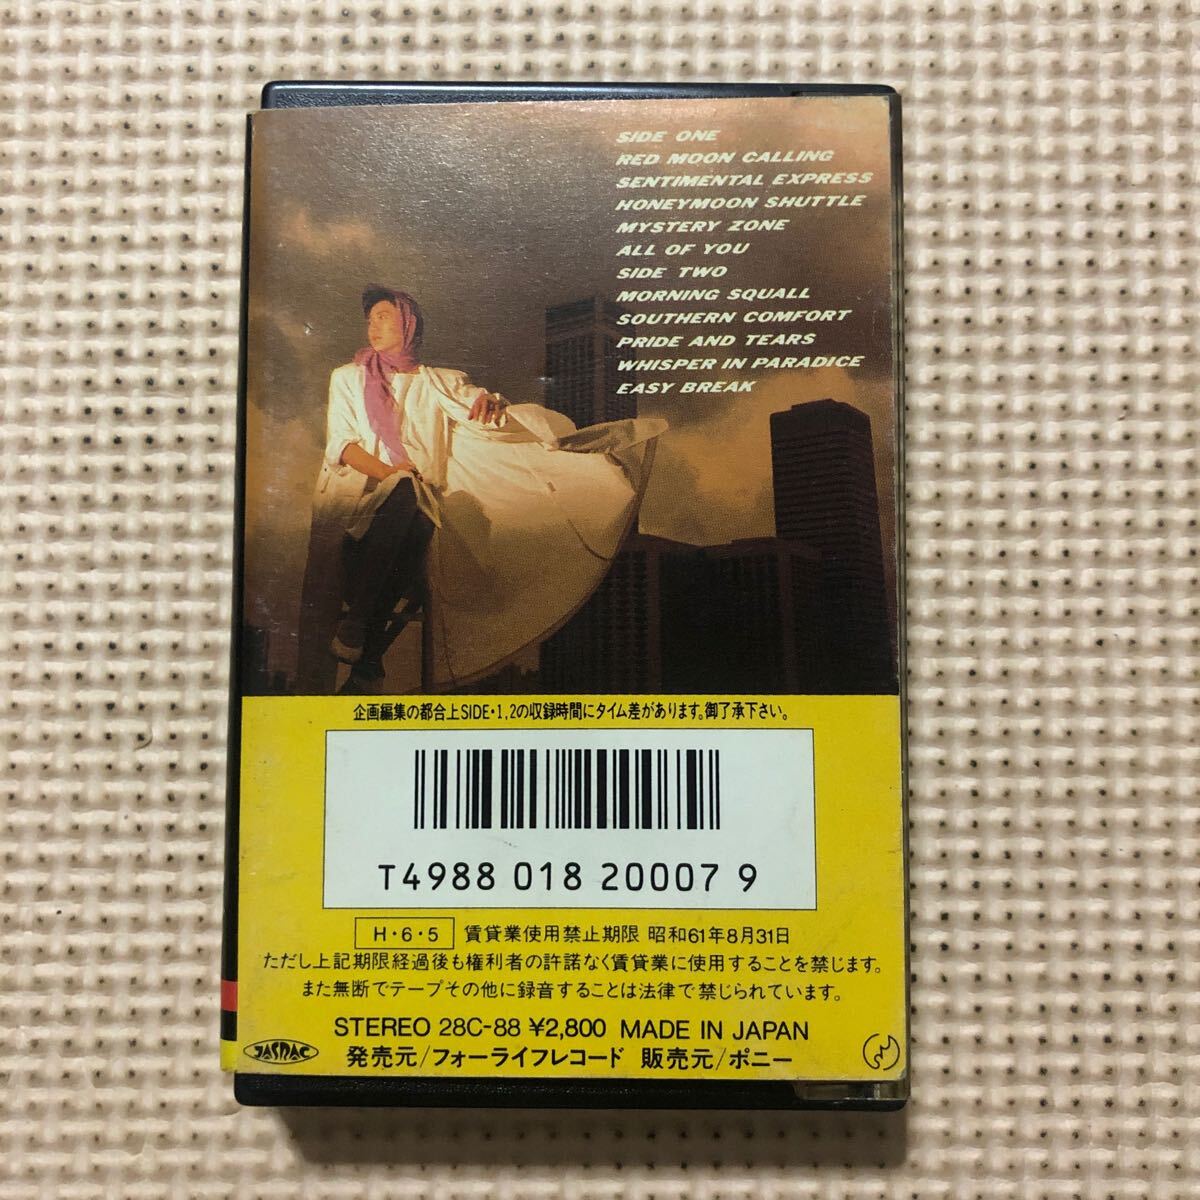 SIDE ONE
RED MOON CALLING
SENTIMENTAL EXPRESS
HONEYMOON SHUTTLE
MYSTERY ZONE
ALL OF YOU
SIDE TWO
MORNING SQUALL
SOUTHERN COMFORT
PRIDE AND TEARS
WHISPER IN PARADICE
EASY BREAK
企画編集の都合上SIDE・1,2の収録時間にタイム差があります。御了承下さい。
T4988 018 20007 9
H・6・5 賃貸業使用禁止期限 昭和61年8月31日
ただし上記期限経過後も権利者の許諾なく賃貸業に使用することを禁じます。
また無断でテープその他に録音することは法律で禁じられています。
STEREO 28C-88 ¥2,800 MADE IN JAPAN
JASRAC 発売元/フォーライフレコード 販売元/ポニー